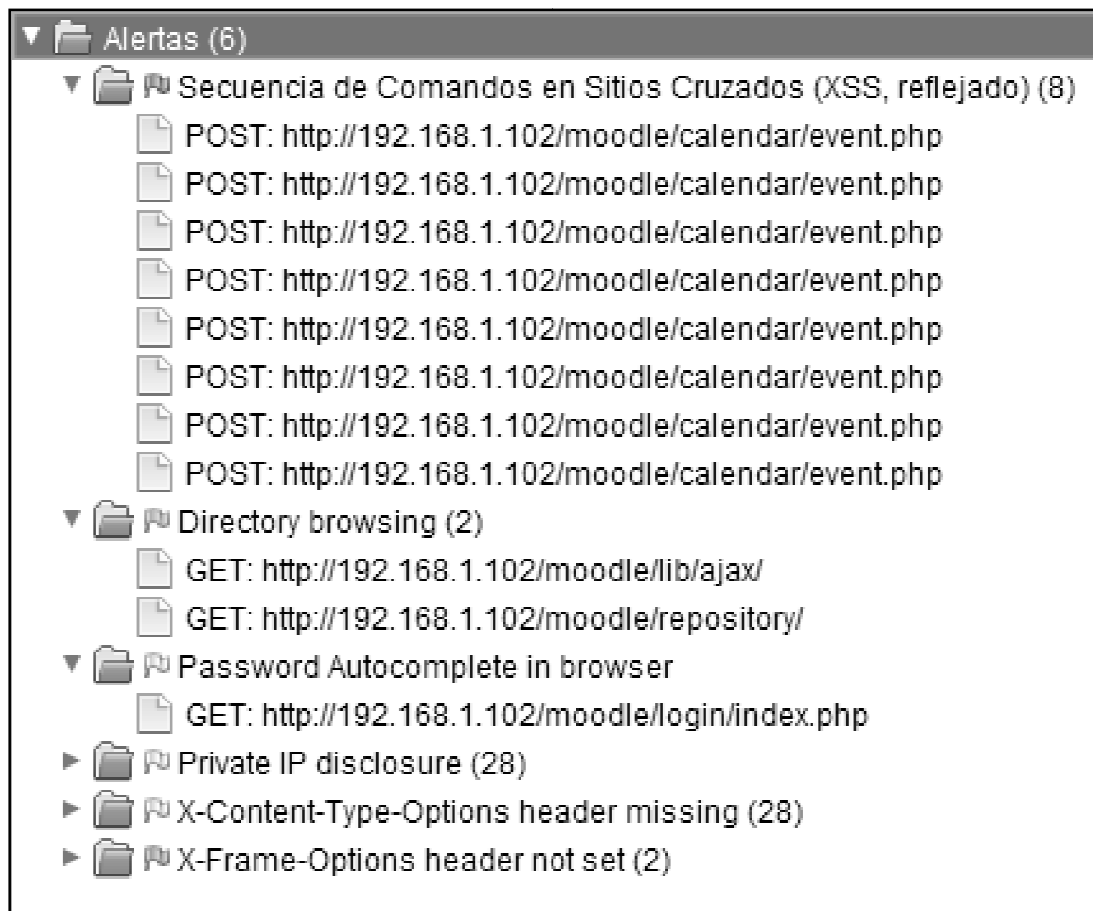 Alertas (6)
Secuencia de Comandos en Sitios Cruzados (XSS, reflejado) (8)
POST: http://192.168.1.102/moodle/calendar/event.php
POST: http://192.168.1.102/moodle/calendar/event.php
POST: http://192.168.1.102/moodle/calendar/event.php
POST: http://192.168.1.102/moodle/calendar/event.php
POST: http://192.168.1.102/moodle/calendar/event.php
POST: http://192.168.1.102/moodle/calendar/event.php
POST: http://192.168.1.102/moodle/calendar/event.php
POST: http://192.168.1.102/moodle/calendar/event.php
Directory browsing (2)
GET: http://192.168.1.102/moodle/lib/ajax/
GET: http://192.168.1.102/moodle/repository/
Password Autocomplete in browser
GET: http://192.168.1.102/moodle/login/index.php
Private IP disclosure (28)
X-Content-Type-Options header missing (28)
X-Frame-Options header not set (2)